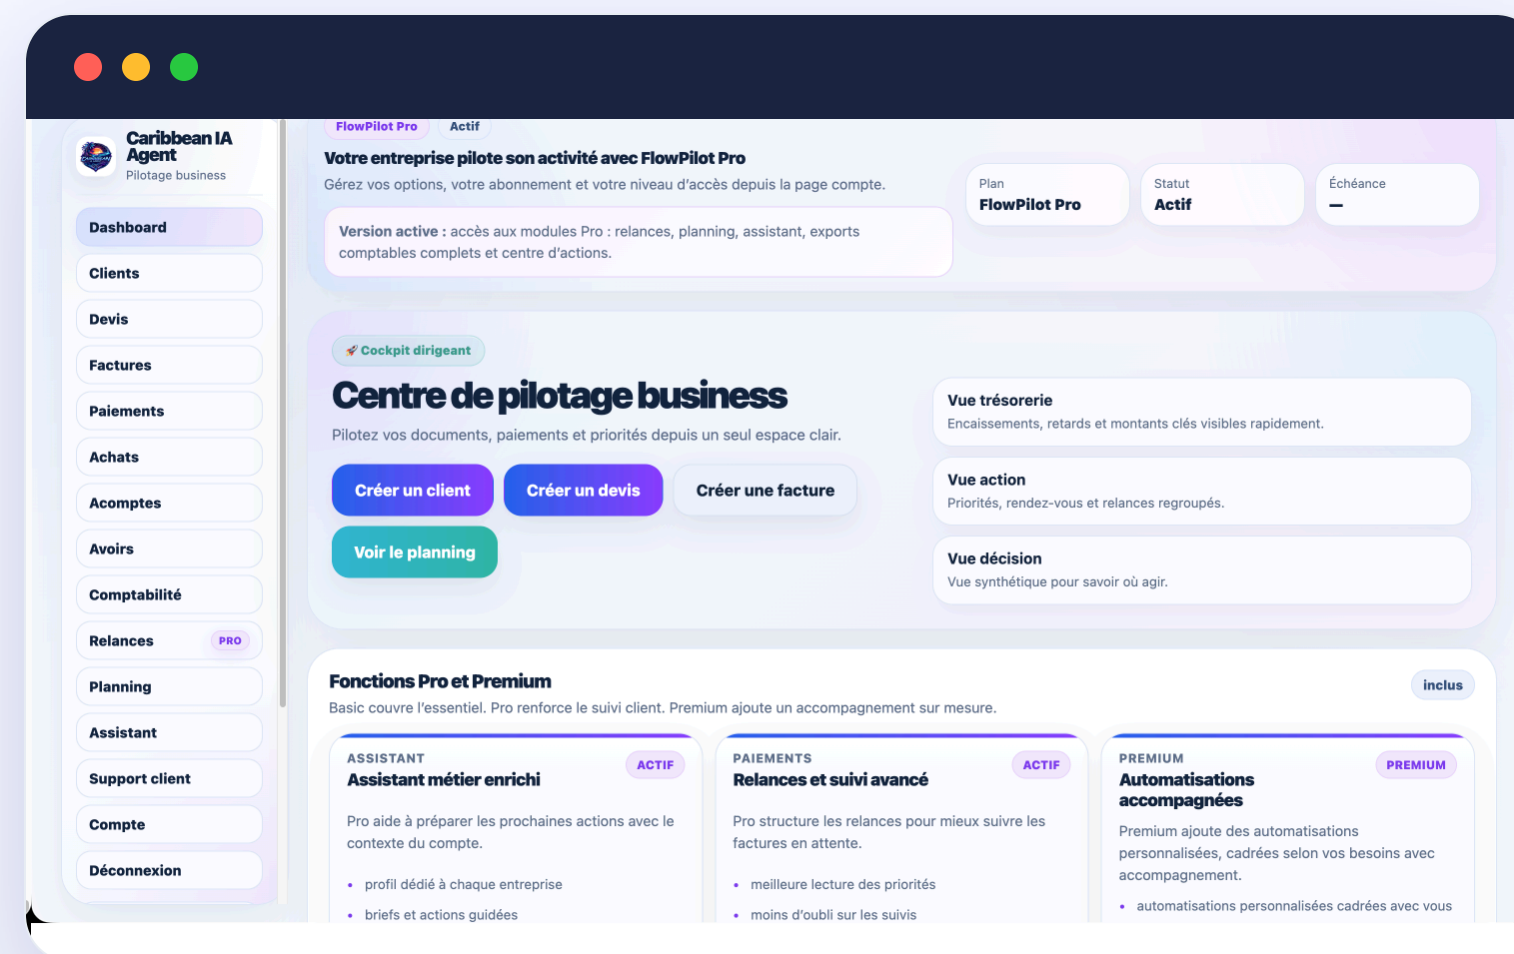 Caribbean IA
Agent
Pilotage business
Dashboard
Clients
Devis
Factures
Paiements
Achats
Acomptes
Avoirs
Comptabilité
Relances PRO
Planning
Assistant
Support client
Compte
Déconnexion
FlowPilot Pro Actif
Votre entreprise pilote son activité avec FlowPilot Pro
Gérez vos options, votre abonnement et votre niveau d’accès depuis la page compte.
Version active : accès aux modules Pro : relances, planning, assistant, exports
comptables complets et centre d’actions.
Plan
FlowPilot Pro
Statut
Actif
Échéance
—
🚀 Cockpit dirigeant
Centre de pilotage business
Pilotez vos documents, paiements et priorités depuis un seul espace clair.
Créer un client Créer un devis Créer une facture
Voir le planning
Vue trésorerie
Encaissements, retards et montants clés visibles rapidement.
Vue action
Priorités, rendez-vous et relances regroupés.
Vue décision
Vue synthétique pour savoir où agir.
Fonctions Pro et Premium
inclus
Basic couvre l’essentiel. Pro renforce le suivi client. Premium ajoute un accompagnement sur mesure.
ASSISTANT
ACTIF
Assistant métier enrichi
Pro aide à préparer les prochaines actions avec le
contexte du compte.
• profil dédié à chaque entreprise
• briefs et actions guidées
PAIEMENTS
ACTIF
Relances et suivi avancé
Pro structure les relances pour mieux suivre les
factures en attente.
• meilleure lecture des priorités
• moins d’oubli sur les suivis
PREMIUM
PREMIUM
Automatisations
accompagnées
Premium ajoute des automatisations
personnalisées, cadrées selon vos besoins avec
accompagnement.
• automatisations personnalisées cadrées avec vous